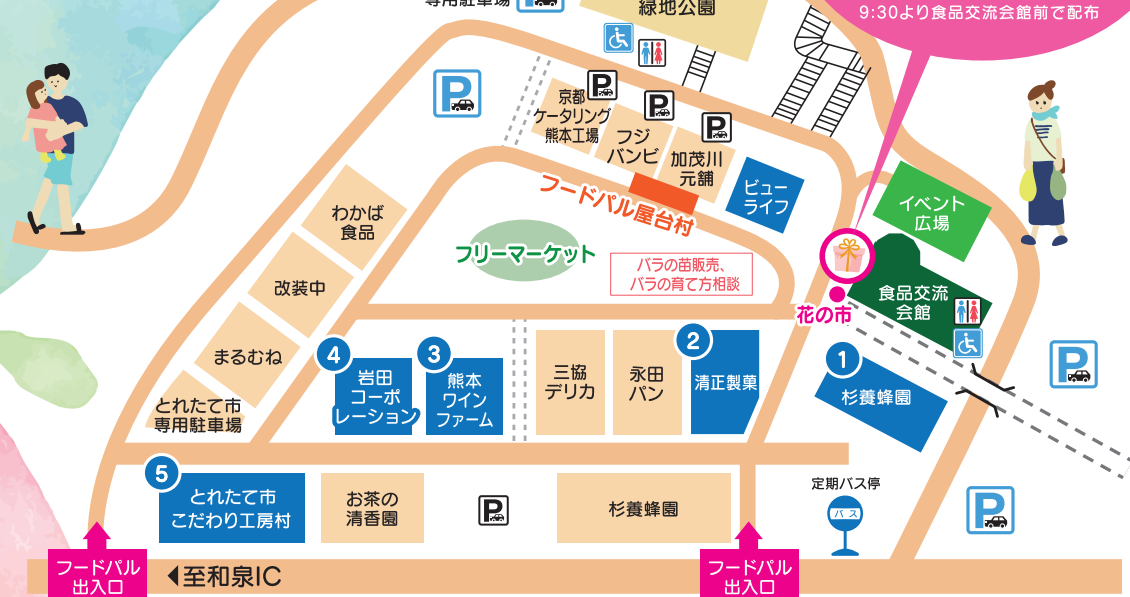 専用駐車場
緑地公園
9:30より食品交流会館前で配布
P
P
京都
ケータリング
熊本工場
P
フジ
バンビ
P
加茂川
元舗
P
ビュー
ライフ
イベント
広場
フードパル屋台村
わかば
食品
フリーマーケット
バラの苗販売、
バラの育て方相談
食品交流
会館
花の市
改装中
まるむね
とれたて市
専用駐車場
4
岩田
コーポ
レーション
3
熊本
ワイン
ファーム
三協
デリカ
永田
パン
2
清正製菓
1
杉養蜂園
P
5
とれたて市
こだわり工房村
お茶の
清香園
P
杉養蜂園
定期バス停
バス
P
フードパル
出入口
至和泉IC
フードパル
出入口